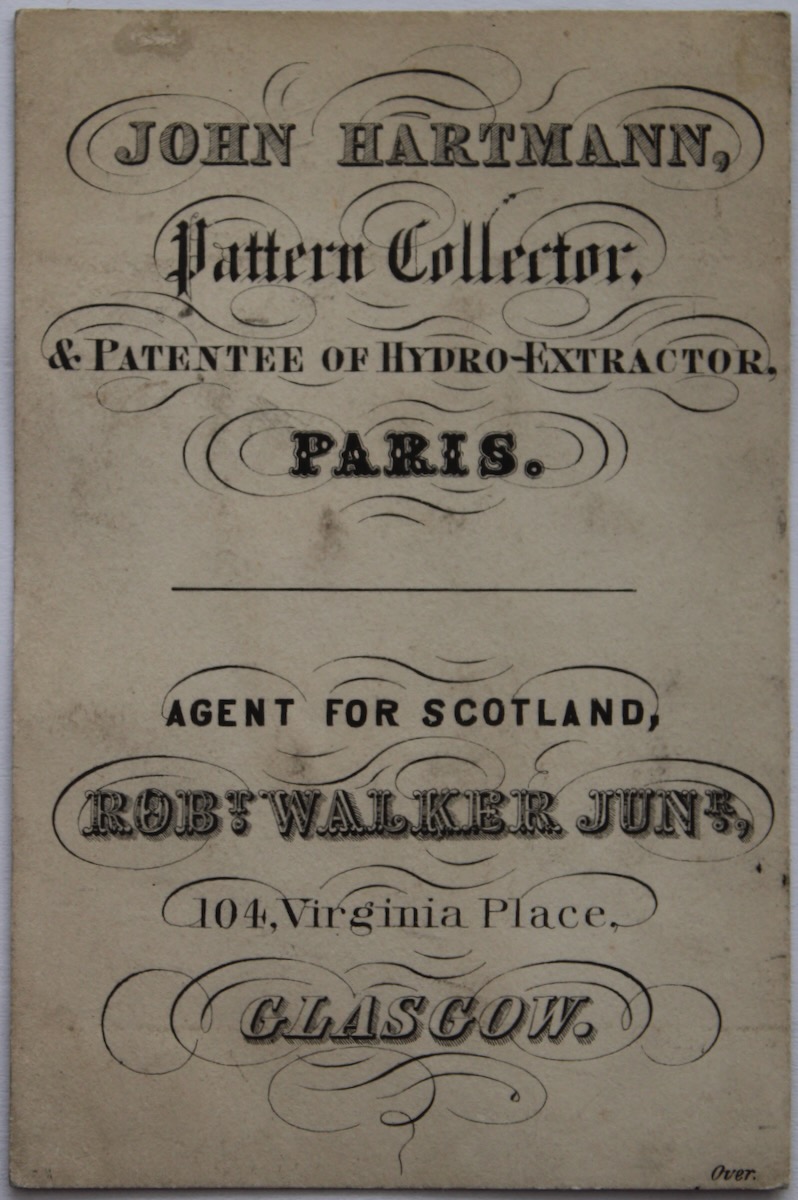 JOHN HARTMANN,
Pattern Collector,
& PATENTEE OF HYDRO-EXTRACTOR,
PARIS.
AGENT FOR SCOTLAND,
ROBT. WALKER JUNR.,
104, Virginia Place,
GLASGOW.
Over.